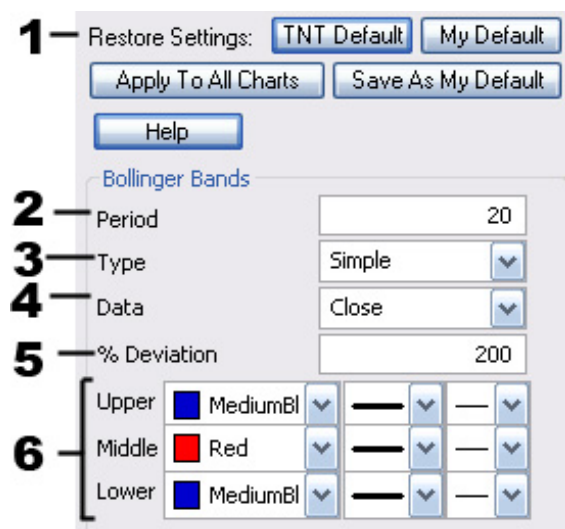 1 Restore Settings: TNT Default My Default
Apply To All Charts Save As My Default
Help
Bollinger Bands
2 Period 20
3 Type Simple
4 Data Close
5 % Deviation 200
Upper MediumBl
6 Middle Red
Lower MediumBl